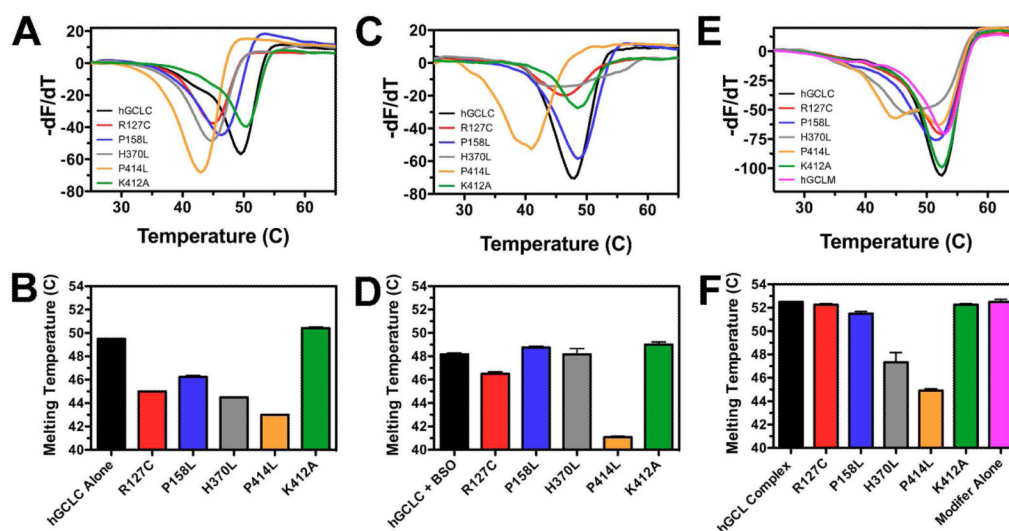 A
-dF/dT
20
0
-20
-40
-60
-80
hGCLC
R127C
P158L
H370L
P414L
K412A
30
40
50
60
Temperature (C)
C
-dF/dT
20
0
-20
-40
-60
-80
hGCLC
R127C
P158L
H370L
P414L
K412A
30
40
50
60
Temperature (C)
E
-dF/dT
0
-25
-50
-75
-100
hGCLC
R127C
P158L
H370L
P414L
K412A
hGCLM
30
40
50
60
Temperature (C)
B
Melting Temperature (C)
54
52
50
48
46
44
42
40
hGCLC Alone
R127C
P158L
H370L
P414L
K412A
D
Melting Temperature (C)
54
52
50
48
46
44
42
40
hGCLC + BSO
R127C
P158L
H370L
P414L
K412A
F
Melting Temperature (C)
54
52
50
48
46
44
42
40
hGCL Complex
R127C
P158L
H370L
P414L
K412A
Modifer Alone